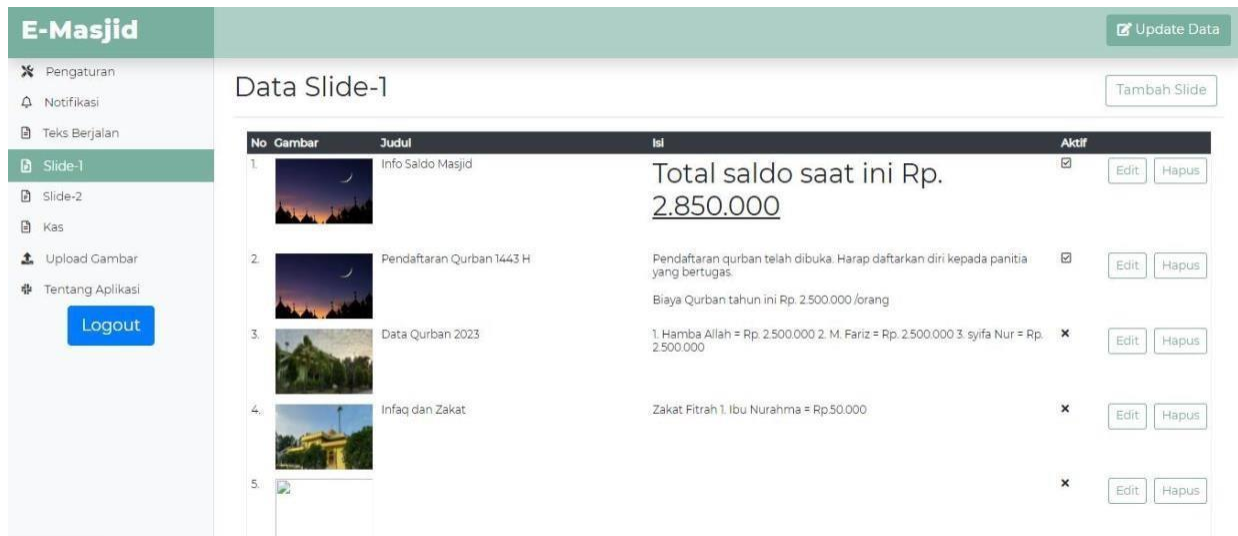 E-Masjid
Update Data
Pengaturan
Notifikasi
Teks Berjalan
Slide-1
Slide-2
Kas
Upload Gambar
Tentang Aplikasi
Logout
Data Slide-1
Tambah Slide
No Gambar Judul Isi Aktif
1. Info Saldo Masjid Total saldo saat ini Rp.
2.850.000
Edit Hapus
2. Pendaftaran Qurban 1443 H Pendaftaran qurban telah dibuka. Harap daftarkan diri kepada panitia
yang bertugas.
Biaya Qurban tahun ini Rp. 2.500.000 /orang
Edit Hapus
3. Data Qurban 2023 1. Hamba Allah = Rp. 2.500.000 2. M. Fariz = Rp. 2.500.000 3. syifa Nur = Rp.
2.500.000
Edit Hapus
4. Infaq dan Zakat Zakat Fitrah 1. Ibu Nurahma = Rp.50.000
Edit Hapus
5.
Edit Hapus